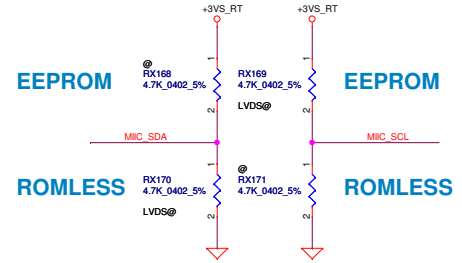 +3VS_RT +3VS_RT
1 1
@
RX168 RX169
EEPROM 4.7K_0402_5% 4.7K_0402_5% EEPROM
2 2
LVDS@
MIIC_SDA MIIC_SCL
1 1
@
RX170 RX171
ROMLESS 4.7K_0402_5% 4.7K_0402_5% ROMLESS
LVDS@
2 2